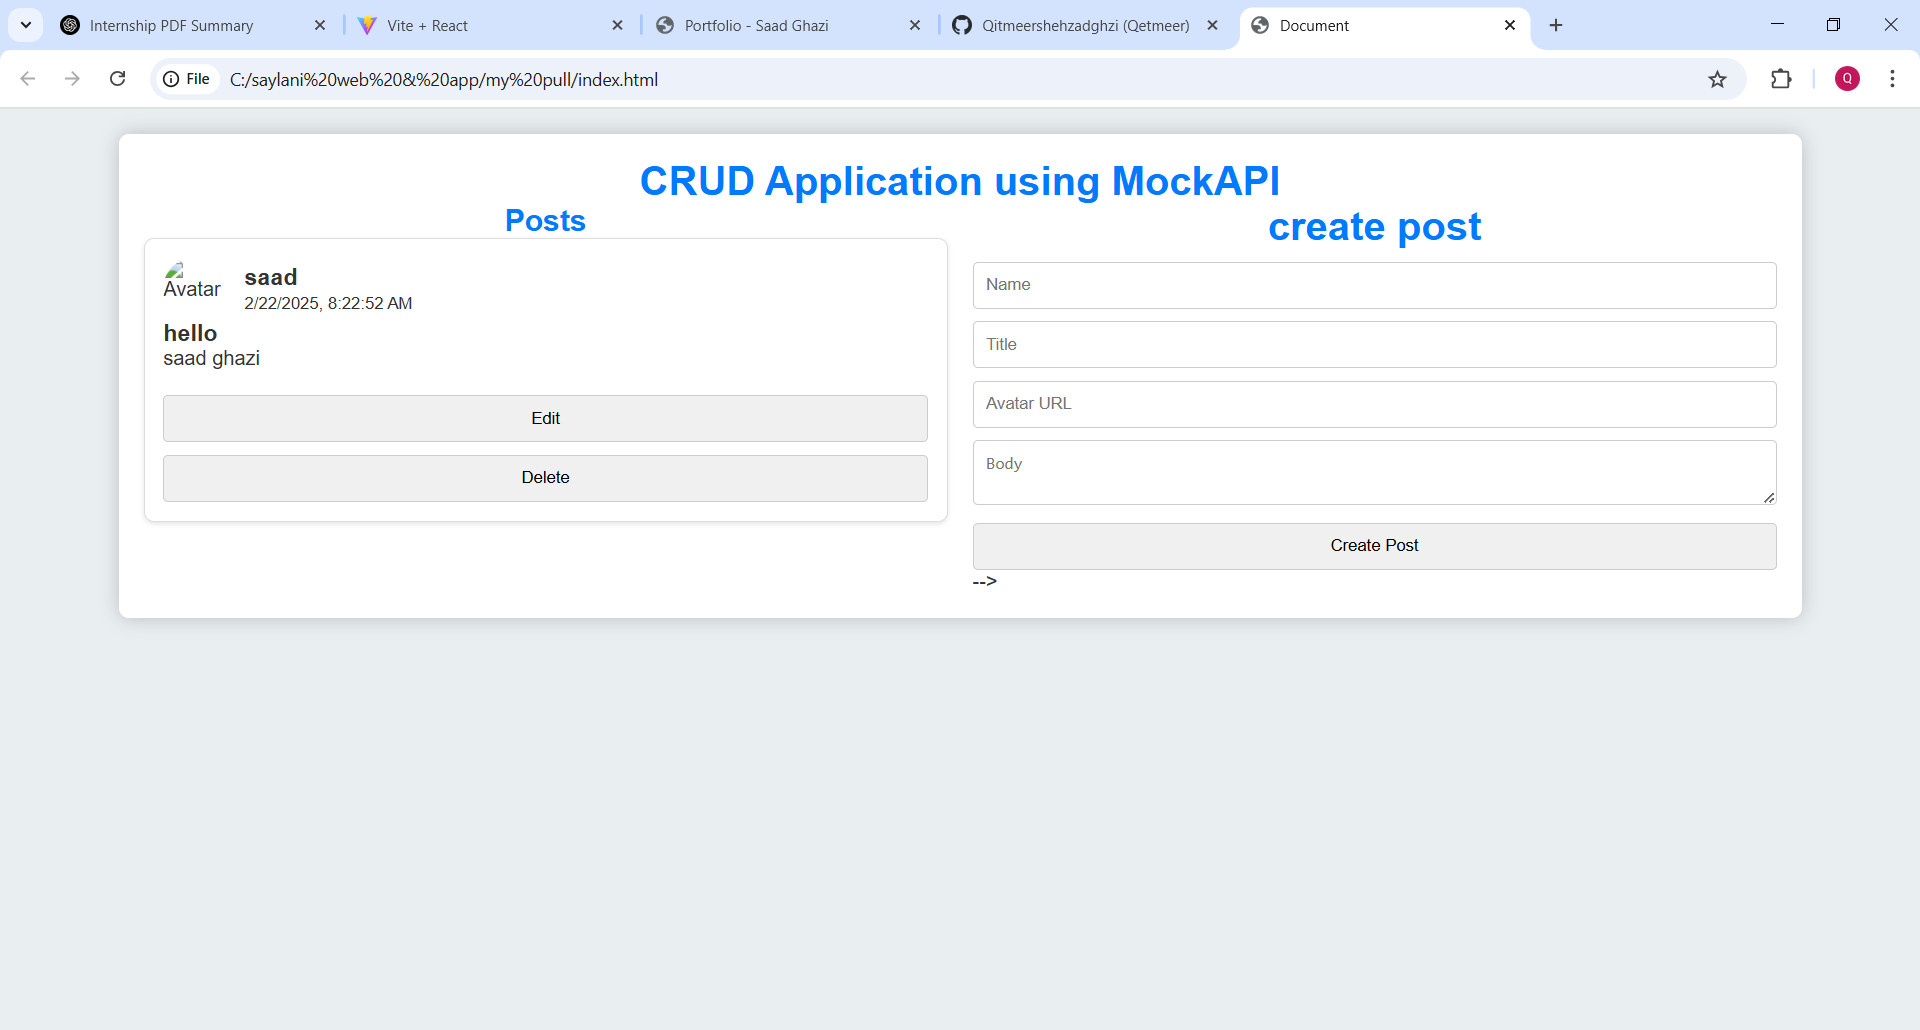 Internship PDF Summary
Vite + React
Portfolio - Saad Ghazi
Qitmeershehzadghzi (Qetmeer)
Document
File
C:/saylani%20web%20&%20app/my%20pull/index.html
Q
CRUD Application using MockAPI
Posts
Avatar
saad
2/22/2025, 8:22:52 AM
hello
saad ghazi
Edit
Delete
create post
Name
Title
Avatar URL
Body
Create Post
-->